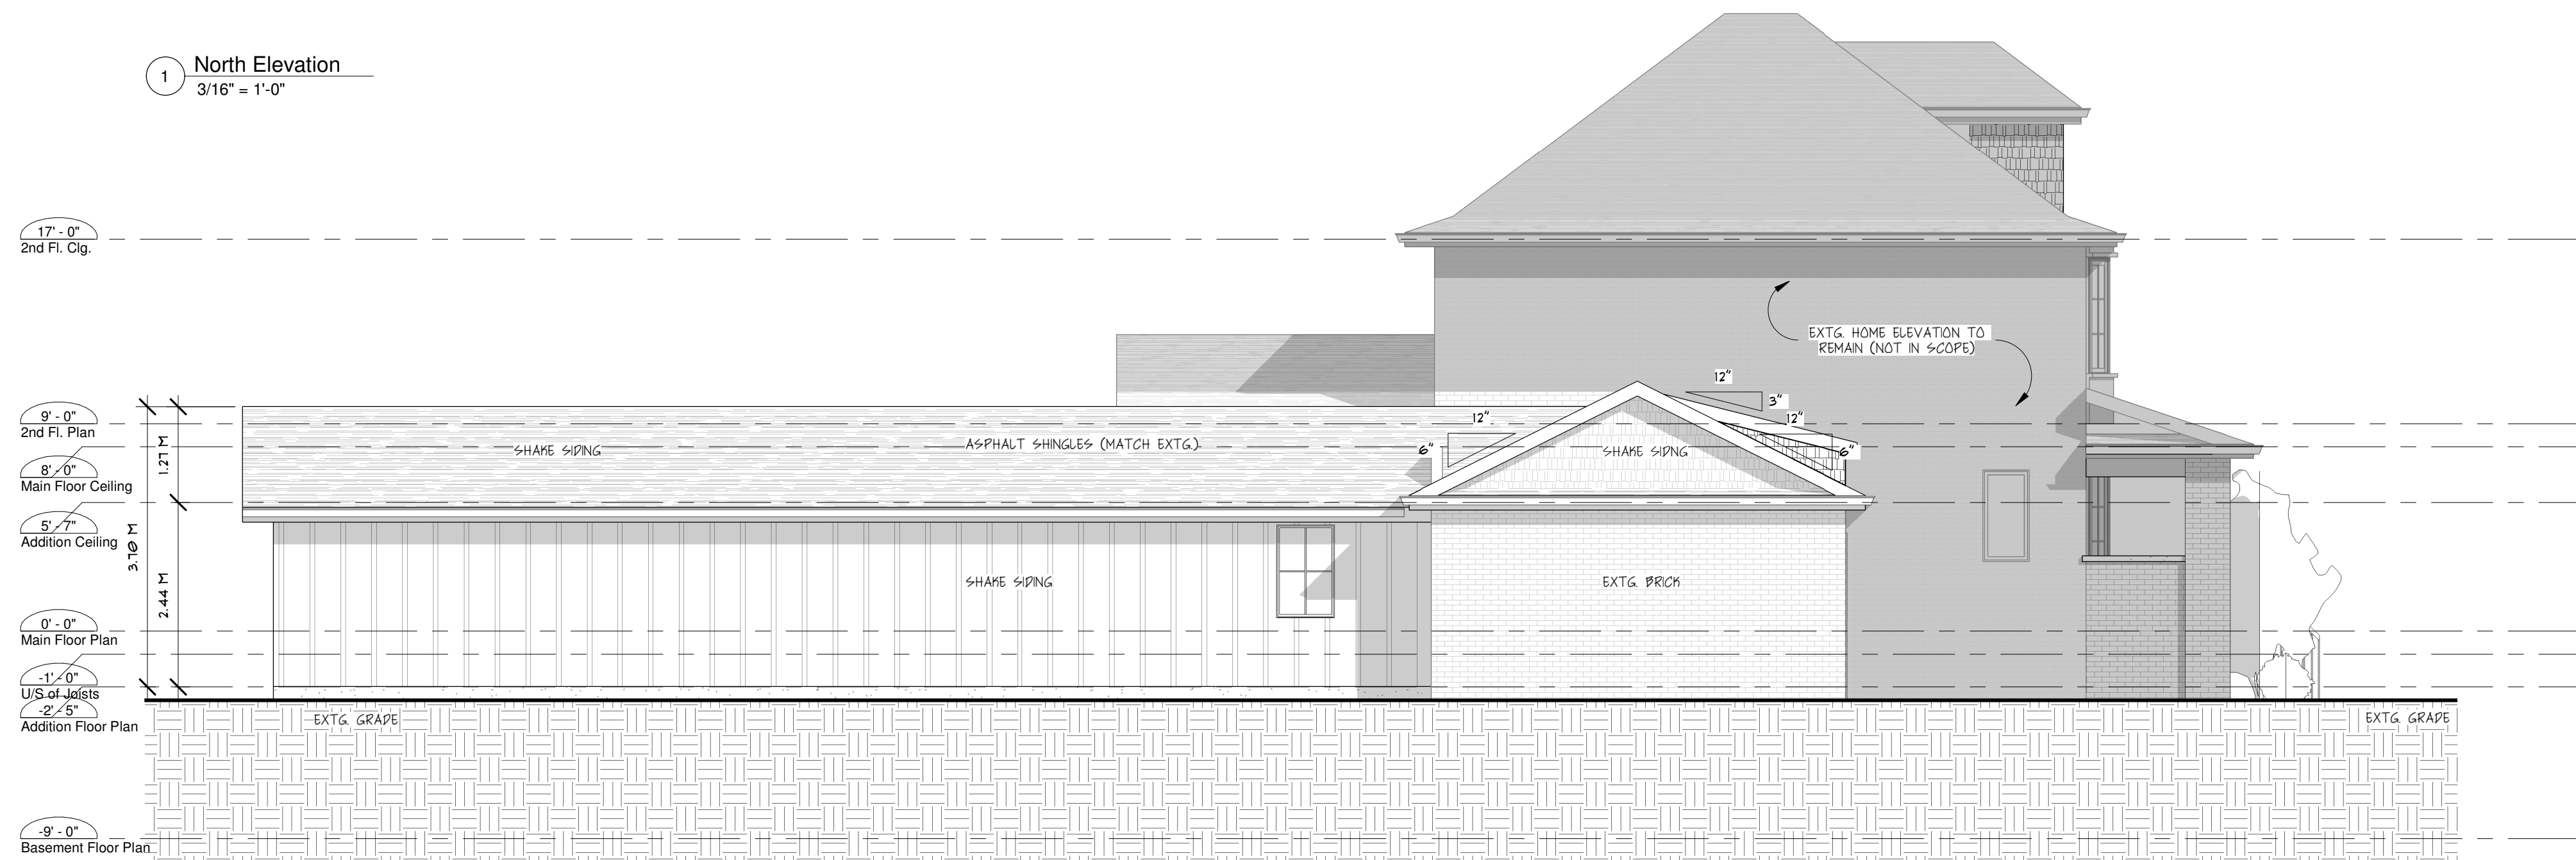 1
North Elevation
3/16" = 1'-0"
17' - 0"
2nd Fl. Clg.
EXTG. HOME ELEVATION TO
REMAIN (NOT IN SCOPE)
12"
3"
9' - 0"
2nd Fl. Plan
12"
12"
1.27 M
SHAKE SIDING
ASPHALT SHINGLES (MATCH EXTG.)
6"
SHAKE SIDNG
6"
8' - 0"
Main Floor Ceiling
5' - 7"
Addition Ceiling
3.70 M
2.44 M
SHAKE SIDING
EXTG. BRICK
0' - 0"
Main Floor Plan
-1' - 0"
U/S of Joists
-2' - 5"
Addition Floor Plan
EXTG. GRADE
EXTG. GRADE
-9' - 0"
Basement Floor Plan